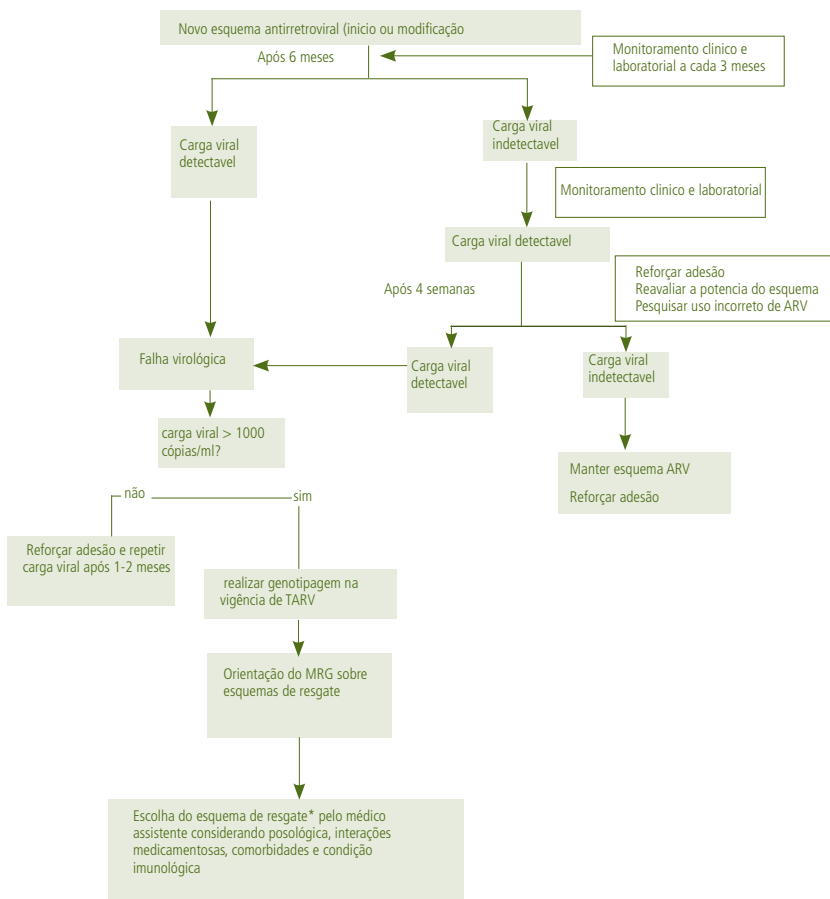 Novo esquema antirretroviral (inicio ou modificação
Após 6 meses
Monitoramento clinico e
laboratorial a cada 3 meses
Carga viral
detectavel
Carga viral
indetectavel
Monitoramento clinico e laboratorial
Carga viral detectavel
Após 4 semanas
Reforçar adesão
Reavaliar a potencia do esquema
Pesquisar uso incorreto de ARV
Falha virológica
Carga viral
detectavel
Carga viral
indetectavel
carga viral > 1000
cópias/ml?
Manter esquema ARV
Reforçar adesão
não
sim
Reforçar adesão e repetir
carga viral após 1-2 meses
realizar genotipagem na
vigência de TARV
Orientação do MRG sobre
esquemas de resgate
Escolha do esquema de resgate* pelo médico
assistente considerando posológica, interações
medicamentosas, comorbidades e condição
imunológica